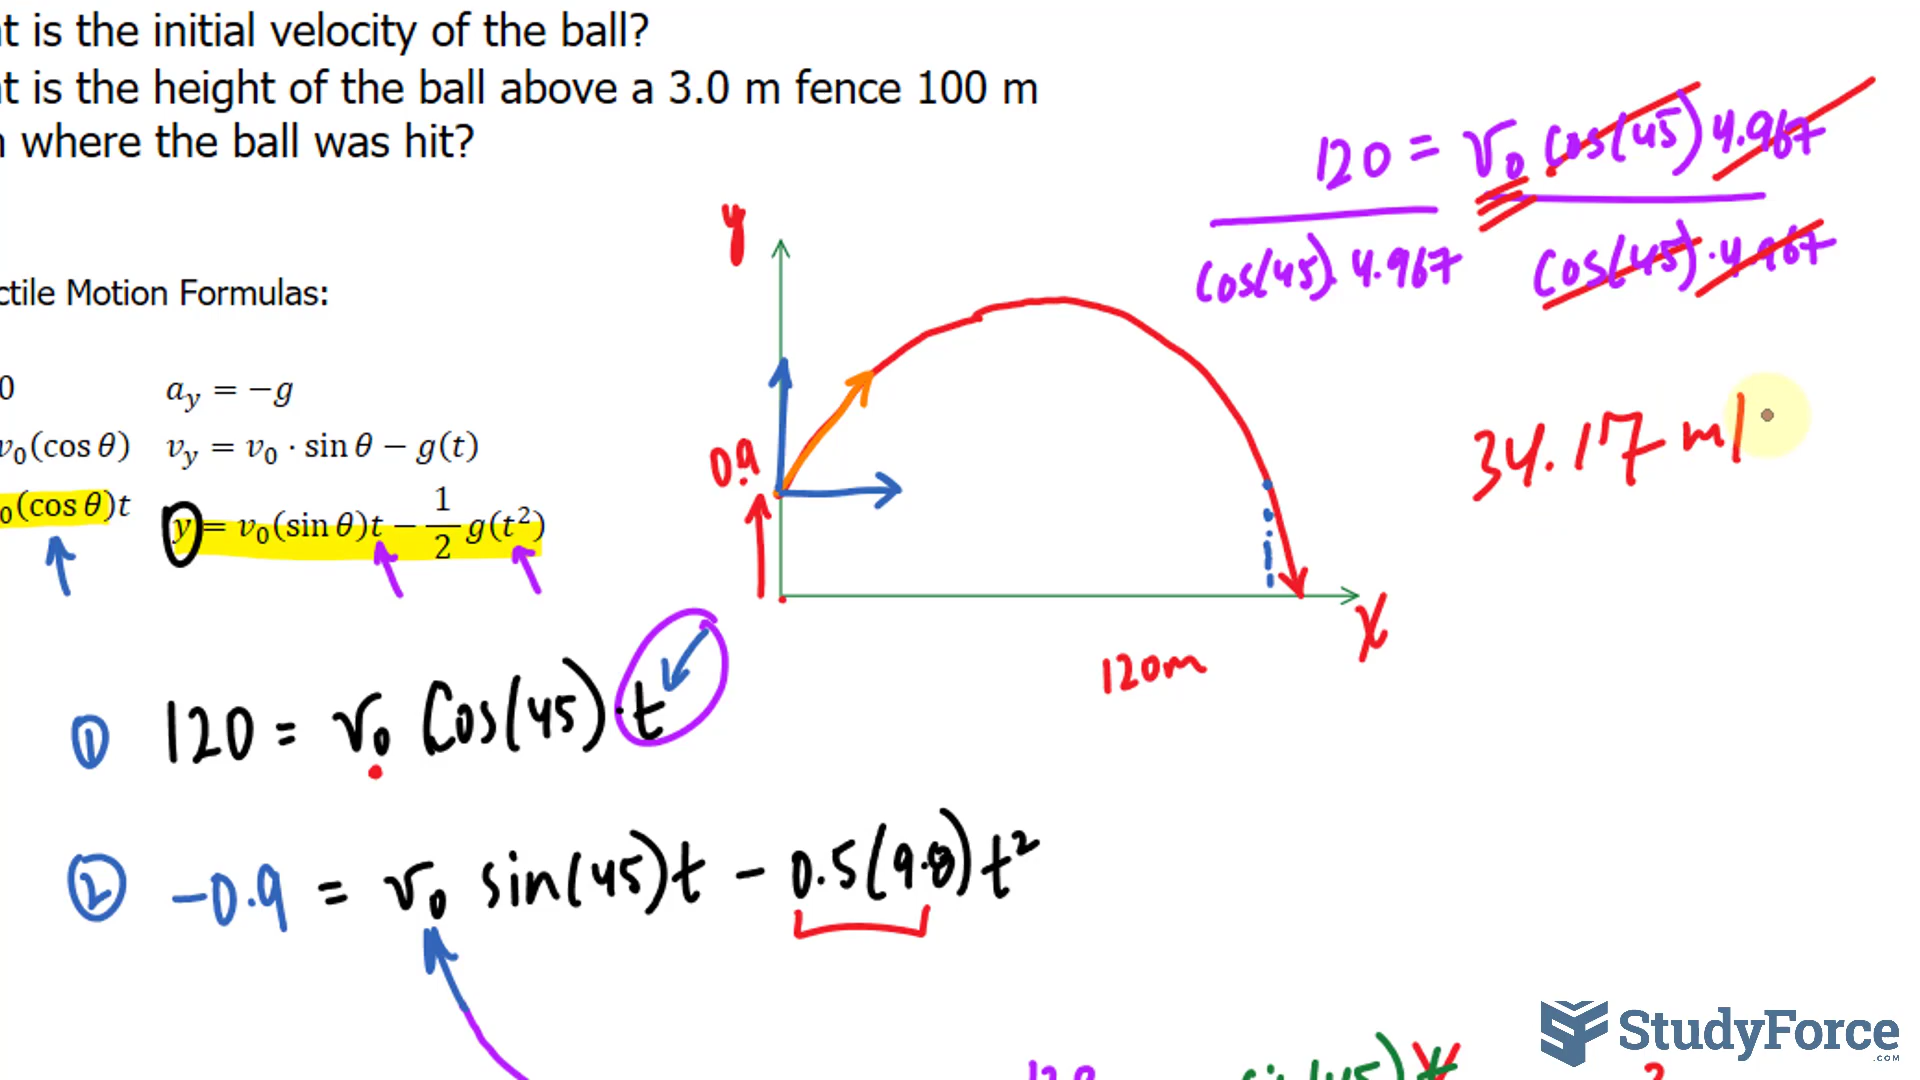 t is the initial velocity of the ball?
t is the height of the ball above a 3.0 m fence 100 m
where the ball was hit?
120 = v₀ cos(45) 4.967
cos(45). 4.967 cos(45) · 4.967
y
ctile Motion Formulas:
0 a_y = −g
v₀(cos θ) v_y = v₀ · sin θ − g(t)
₀(cos θ)t y = v₀(sin θ)t − 1/2 g(t²)
34.17 m/
0.9
x
120m
① 120 = v₀ Cos(45) · t
② −0.9 = v₀ sin(45)t − 0.5(9.8)t²
StudyForce
.COM
120 sin(45)